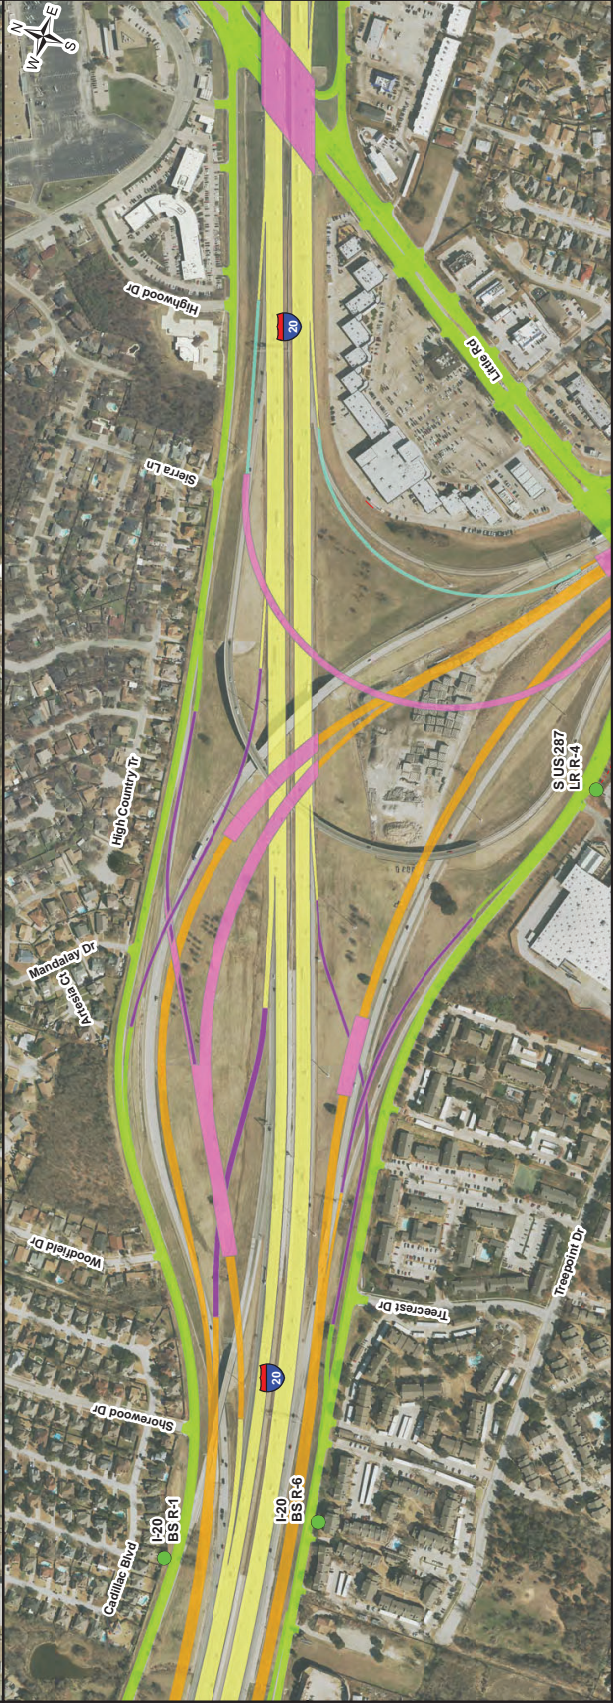 N
E
S
W
Highwood Dr
20
Little Rd
Sierra Ln
High Country Tr
S US 287
LR R-4
Mandalay Dr
Artesia Ct
Woodfield Dr
Treepoint Dr
Treecrest Dr
20
Shorewood Dr
I-20
BS R-6
I-20
BS R-1
Cadillac Blvd